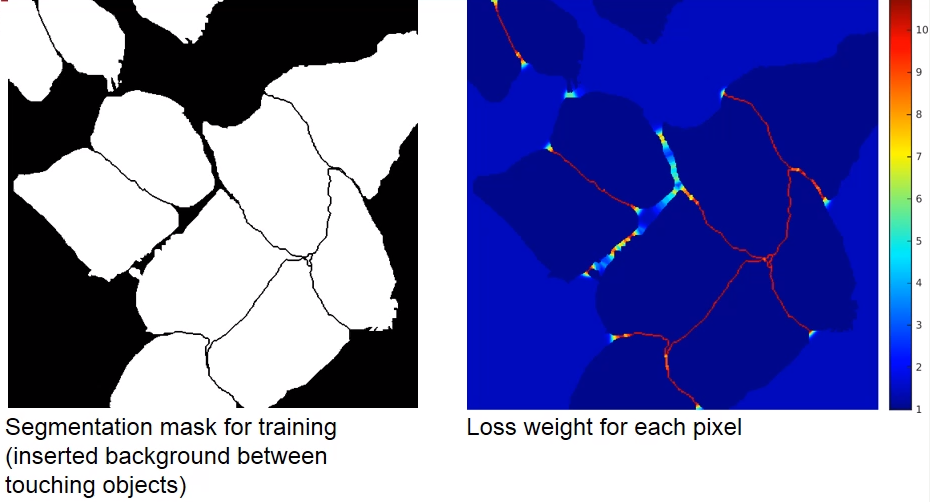 10
9
8
7
6
5
4
3
2
1
Segmentation mask for training
(inserted background between
touching objects)
Loss weight for each pixel